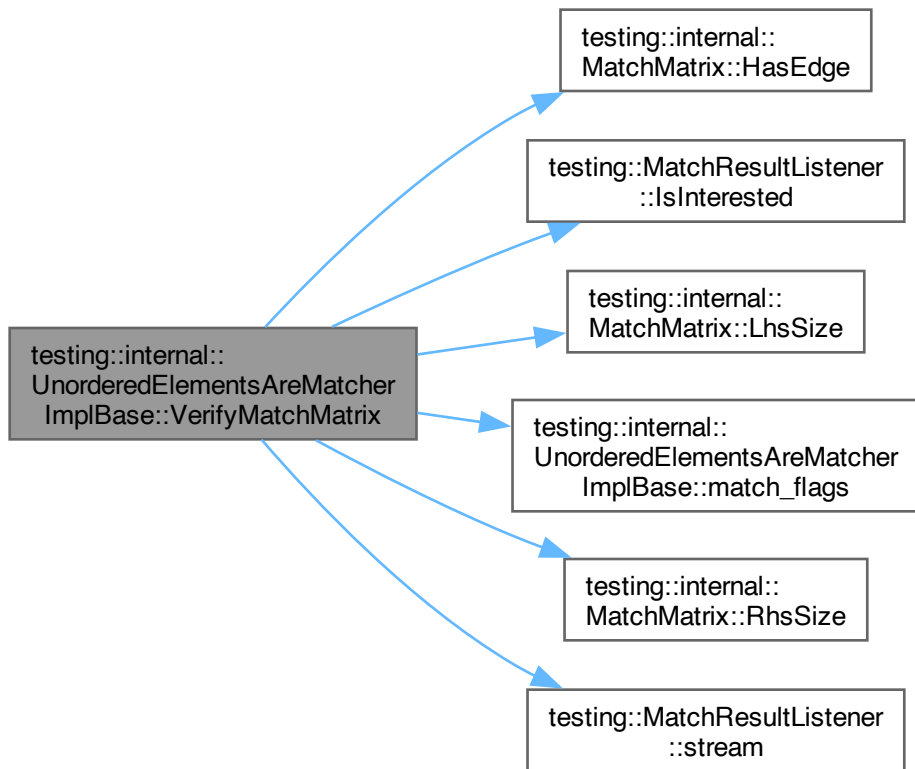 testing::internal::
MatchMatrix::HasEdge
testing::MatchResultListener
::IsInterested
testing::internal::
MatchMatrix::LhsSize
testing::internal::
UnorderedElementsAreMatcher
ImplBase::VerifyMatchMatrix
testing::internal::
UnorderedElementsAreMatcher
ImplBase::match_flags
testing::internal::
MatchMatrix::RhsSize
testing::MatchResultListener
::stream